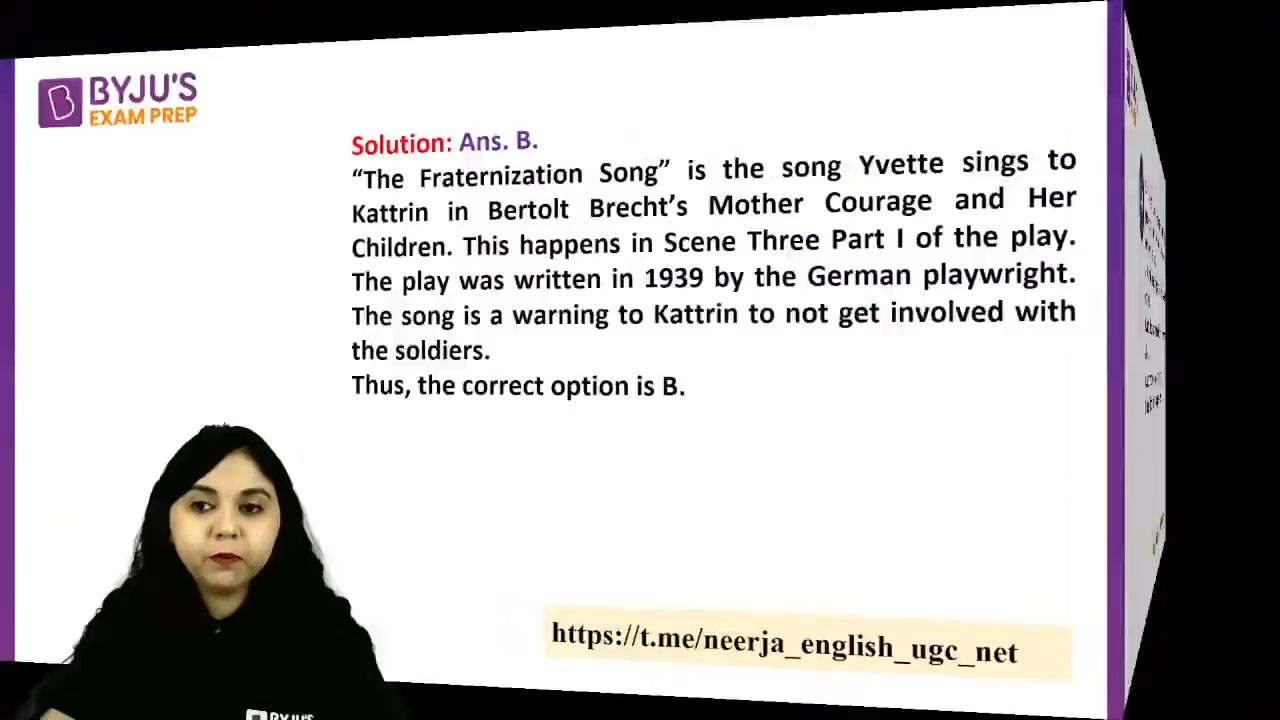 BYJU'S
EXAM PREP
Solution: Ans. B.
“The Fraternization Song” is the song Yvette sings to
Kattrin in Bertolt Brecht’s Mother Courage and Her
Children. This happens in Scene Three Part I of the play.
The play was written in 1939 by the German playwright.
The song is a warning to Kattrin to not get involved with
the soldiers.
Thus, the correct option is B.
https://t.me/neerja_english_ugc_net
BYJU'S